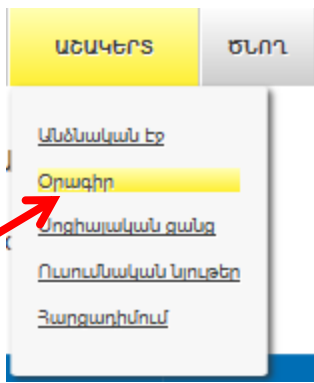 ԱՇԱԿԵՐՏ ԾՆՈՂ
Անձնական էջ
Օրագիր
Սոցիալական ցանց
Ուսումնական նյութեր
Հարցադիմում